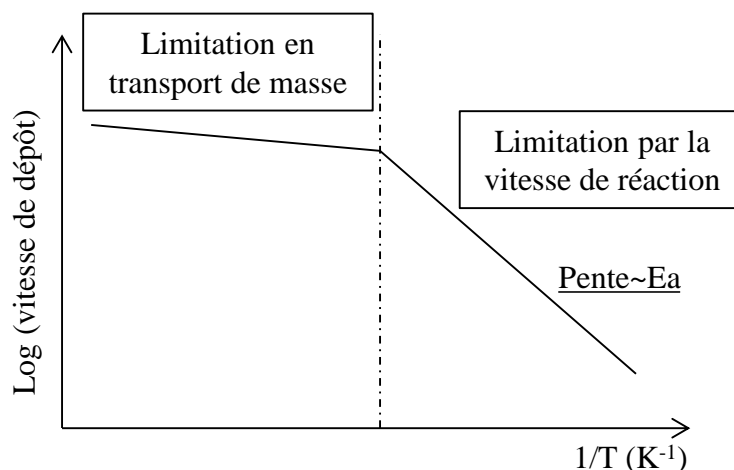 Limitation en
transport de masse
Limitation par la
vitesse de réaction
Pente~Ea
Log (vitesse de dépôt)
1/T (K-1)